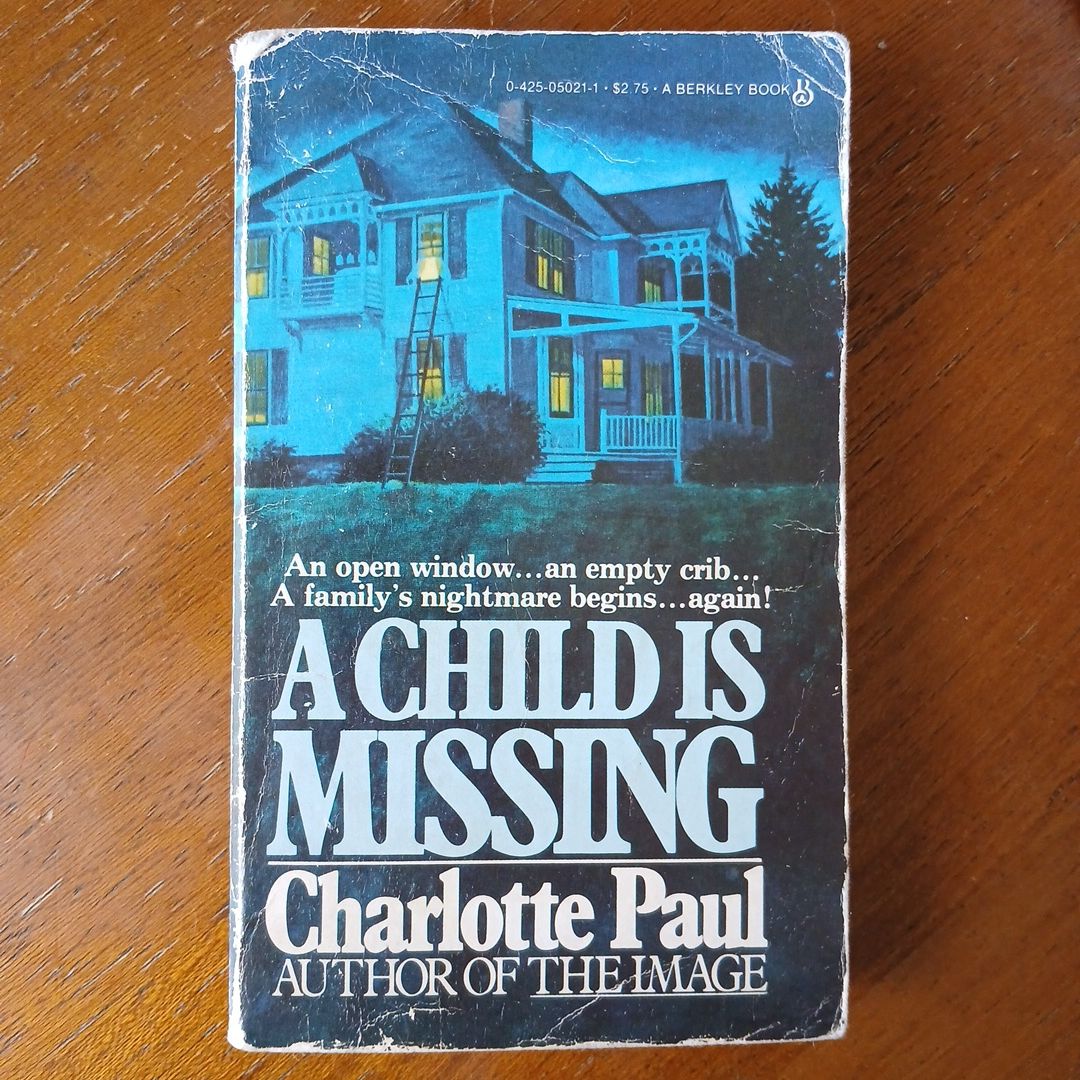 0-425-05021-1 · $2.75 · A BERKLEY BOOK
An open window...an empty crib...
A family's nightmare begins...again!
A CHILD IS
MISSING
Charlotte Paul
AUTHOR OF THE IMAGE